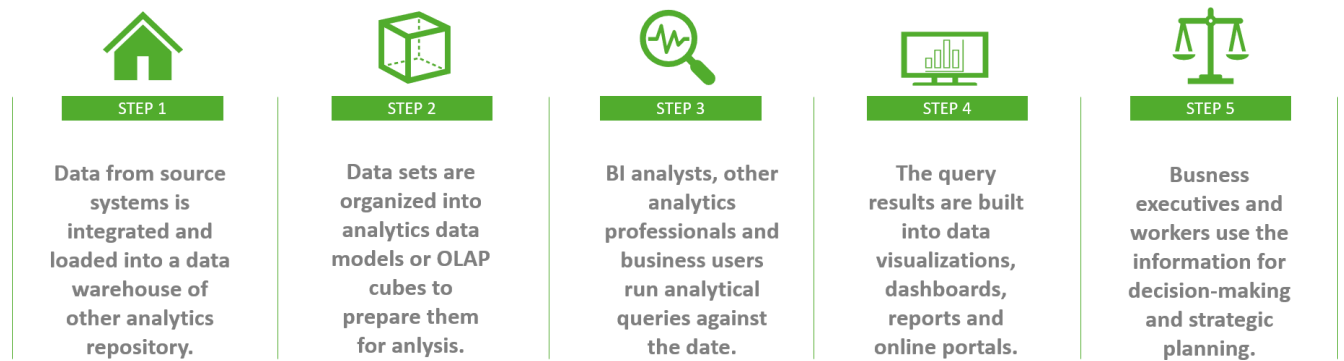 STEP 1
Data from source
systems is
integrated and
loaded into a data
warehouse of
other analytics
repository.
STEP 2
Data sets are
organized into
analytics data
models or OLAP
cubes to
prepare them
for anlysis.
STEP 3
BI analysts, other
analytics
professionals and
business users
run analytical
queries against
the date.
STEP 4
The query
results are built
into data
visualizations,
dashboards,
reports and
online portals.
STEP 5
Busness
executives and
workers use the
information for
decision-making
and strategic
planning.